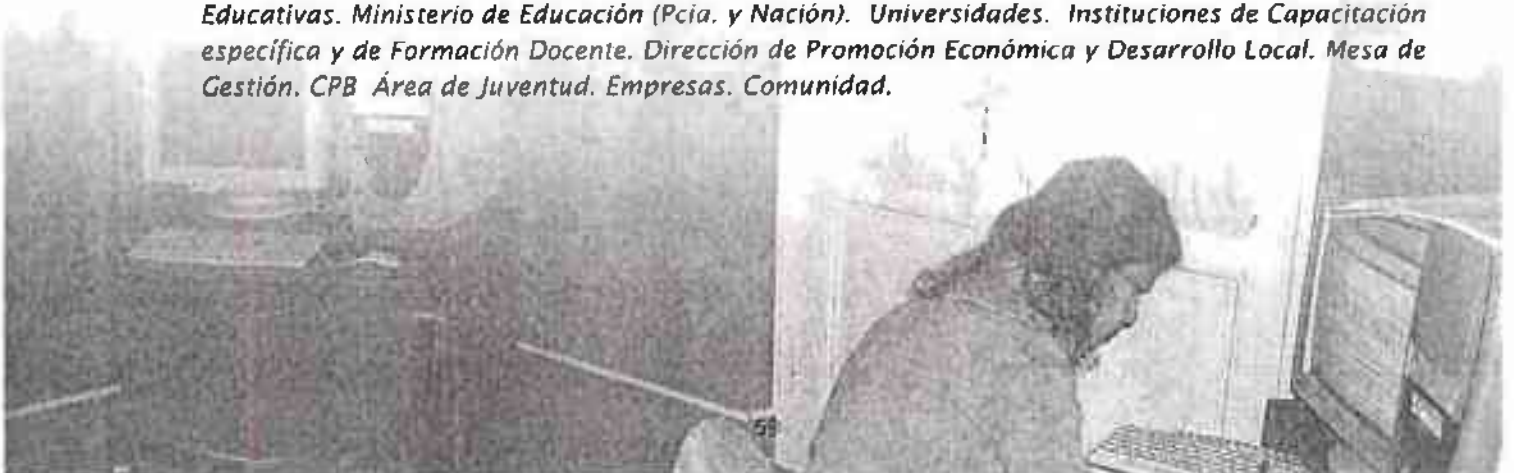 Educativas. Ministerio de Educación (Pcia. y Nación). Universidades. Instituciones de Capacitación
específica y de Formación Docente. Dirección de Promoción Económica y Desarrollo Local. Mesa de
Gestión. CPB Área de Juventud. Empresas. Comunidad.
59